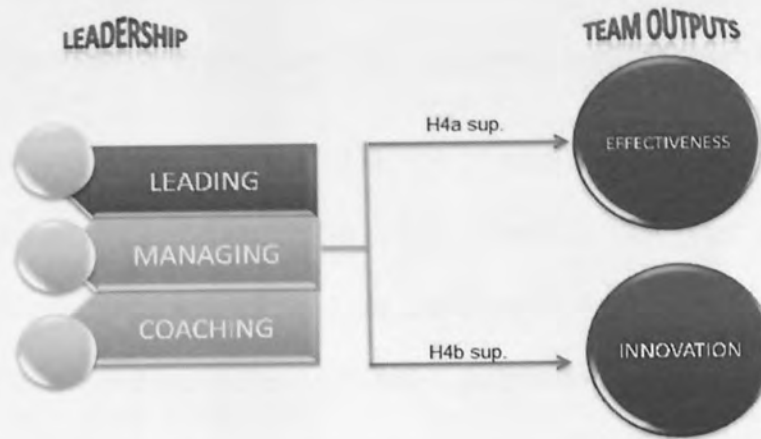 LEADERSHIP
TEAM OUTPUTS
H4a sup.
EFFECTIVENESS
LEADING
MANAGING
COACHING
H4b sup.
INNOVATION